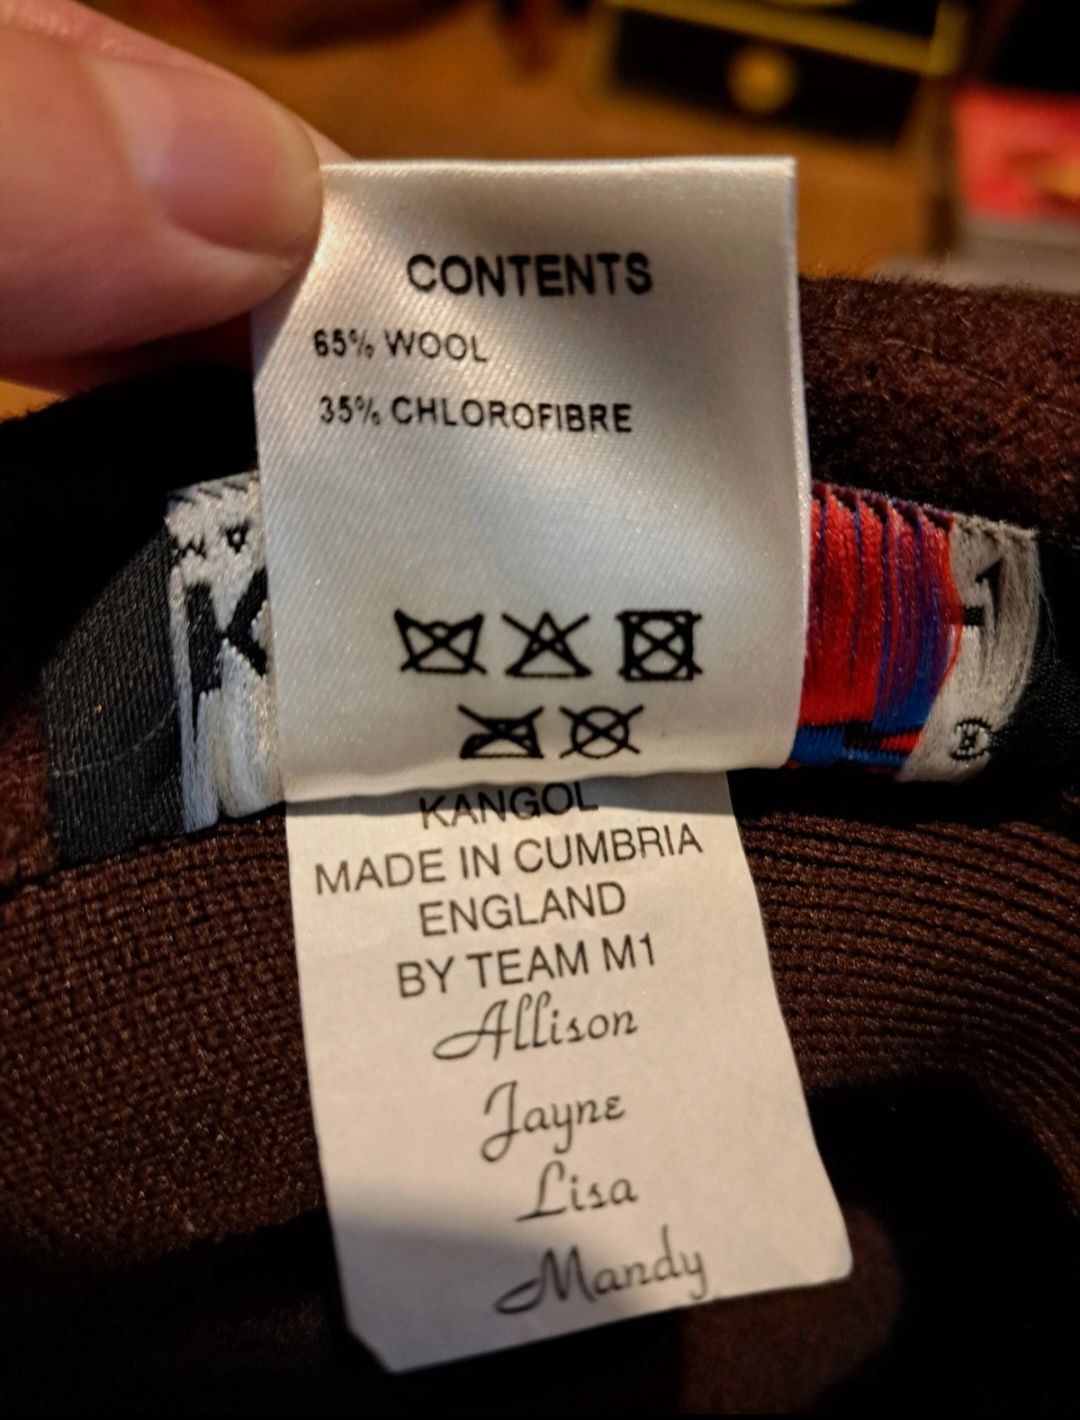 CONTENTS
65% WOOL
35% CHLOROFIBRE
K
®
KANGOL
MADE IN CUMBRIA
ENGLAND
BY TEAM M1
Allison
Jayne
Lisa
Mandy